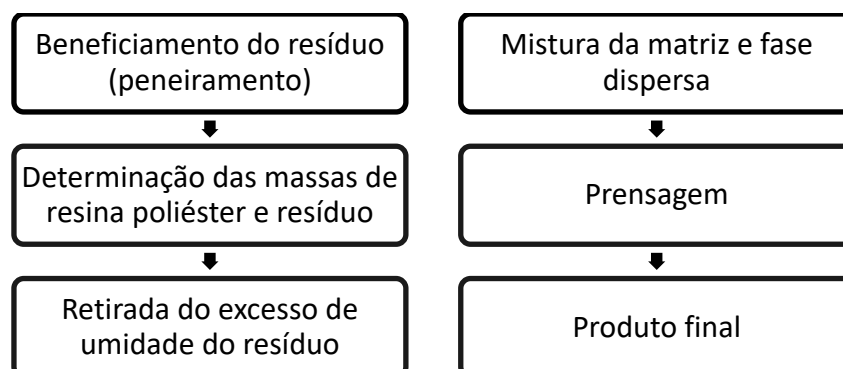 Beneficiamento do resíduo
(peneiramento)
Determinação das massas de
resina poliéster e resíduo
Retirada do excesso de
umidade do resíduo
Mistura da matriz e fase
dispersa
Prensagem
Produto final